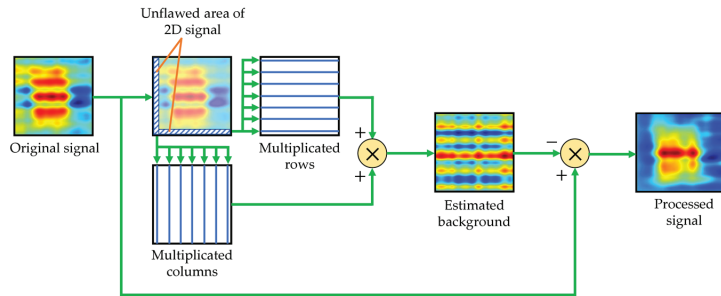 Unflawed area of
2D signal
Original signal
Multiplicated
rows
Multiplicated
columns
+
+
Estimated
background
−
+
Processed
signal